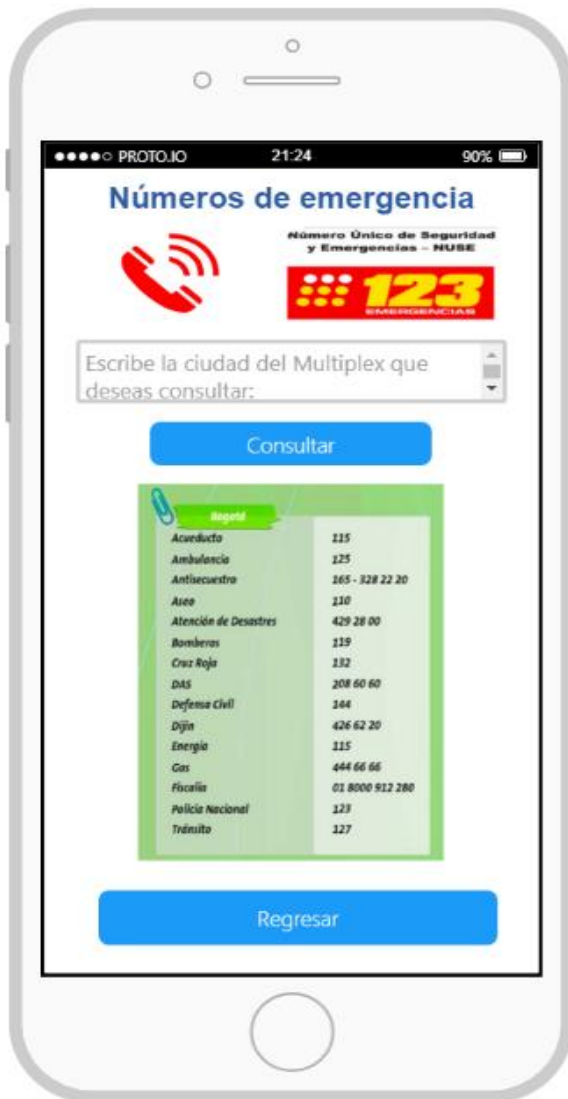 PROTO.IO 21:24 90%
Números de emergencia
Número Único de Seguridad
y Emergencias - NUSE
123
EMERGENCIAS
Escribe la ciudad del Multiplex que
deseas consultar:
Consultar
Bogotá
Acueducto 115
Ambulancia 125
Antisecuestro 165 - 328 22 20
Aseo 110
Atención de Desastres 429 28 00
Bomberos 119
Cruz Roja 132
DAS 208 60 60
Defensa Civil 144
Dijín 426 62 20
Energía 115
Gas 444 66 66
Fiscalía 01 8000 912 280
Policía Nacional 123
Tránsito 127
Regresar